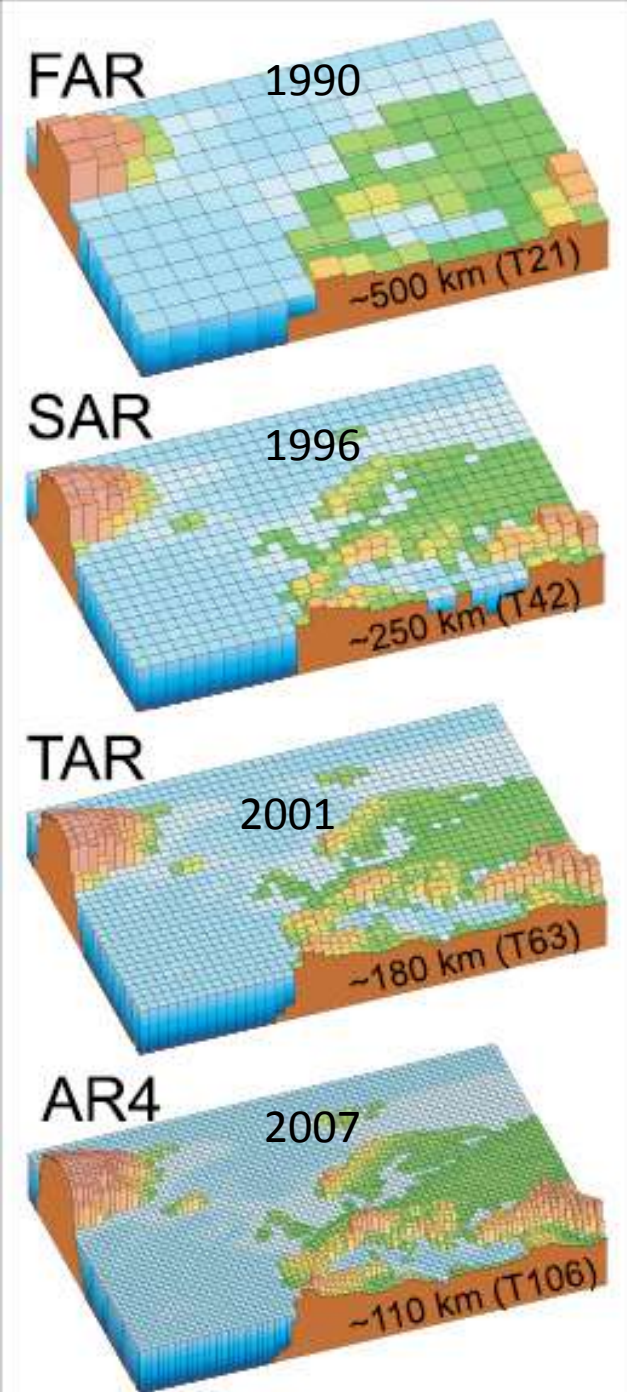 FAR 1990
~500 km (T21)
SAR
1996
~250 km (T42)
TAR
2001
~180 km (T63)
AR4
2007
~110 km (T106)